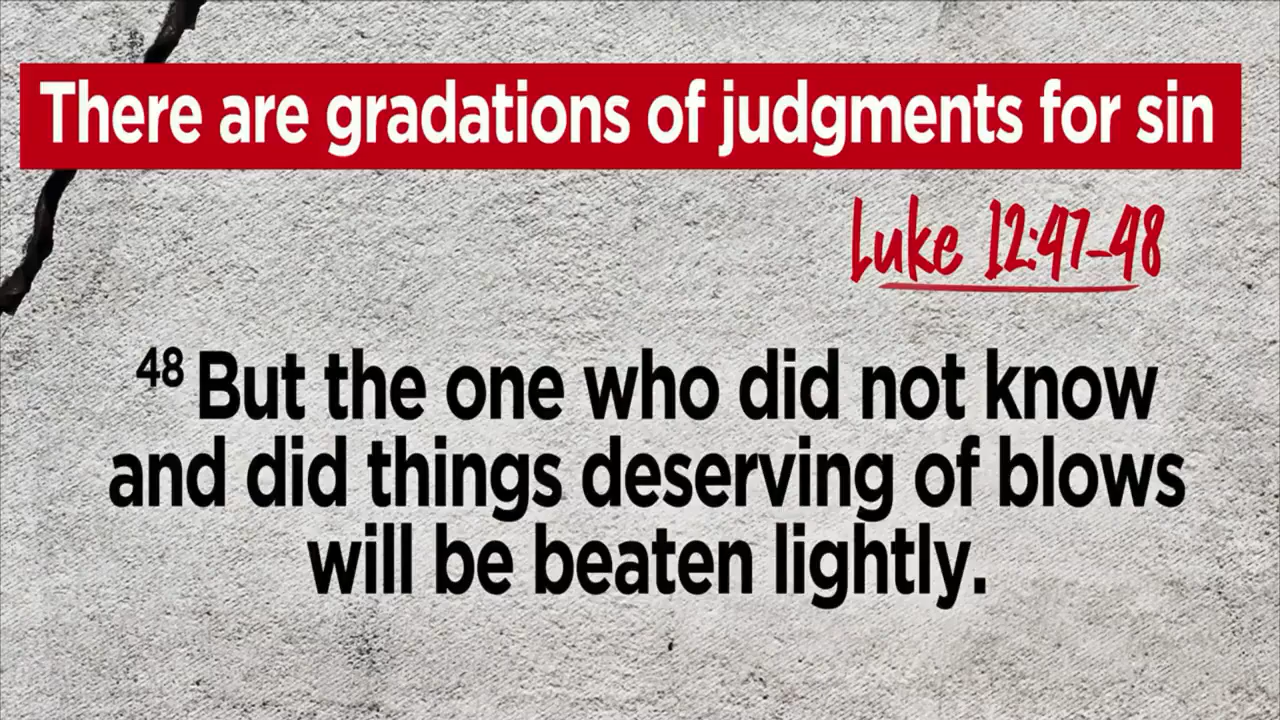 There are gradations of judgments for sin
Luke 12:47-48
48 But the one who did not know
and did things deserving of blows
will be beaten lightly.